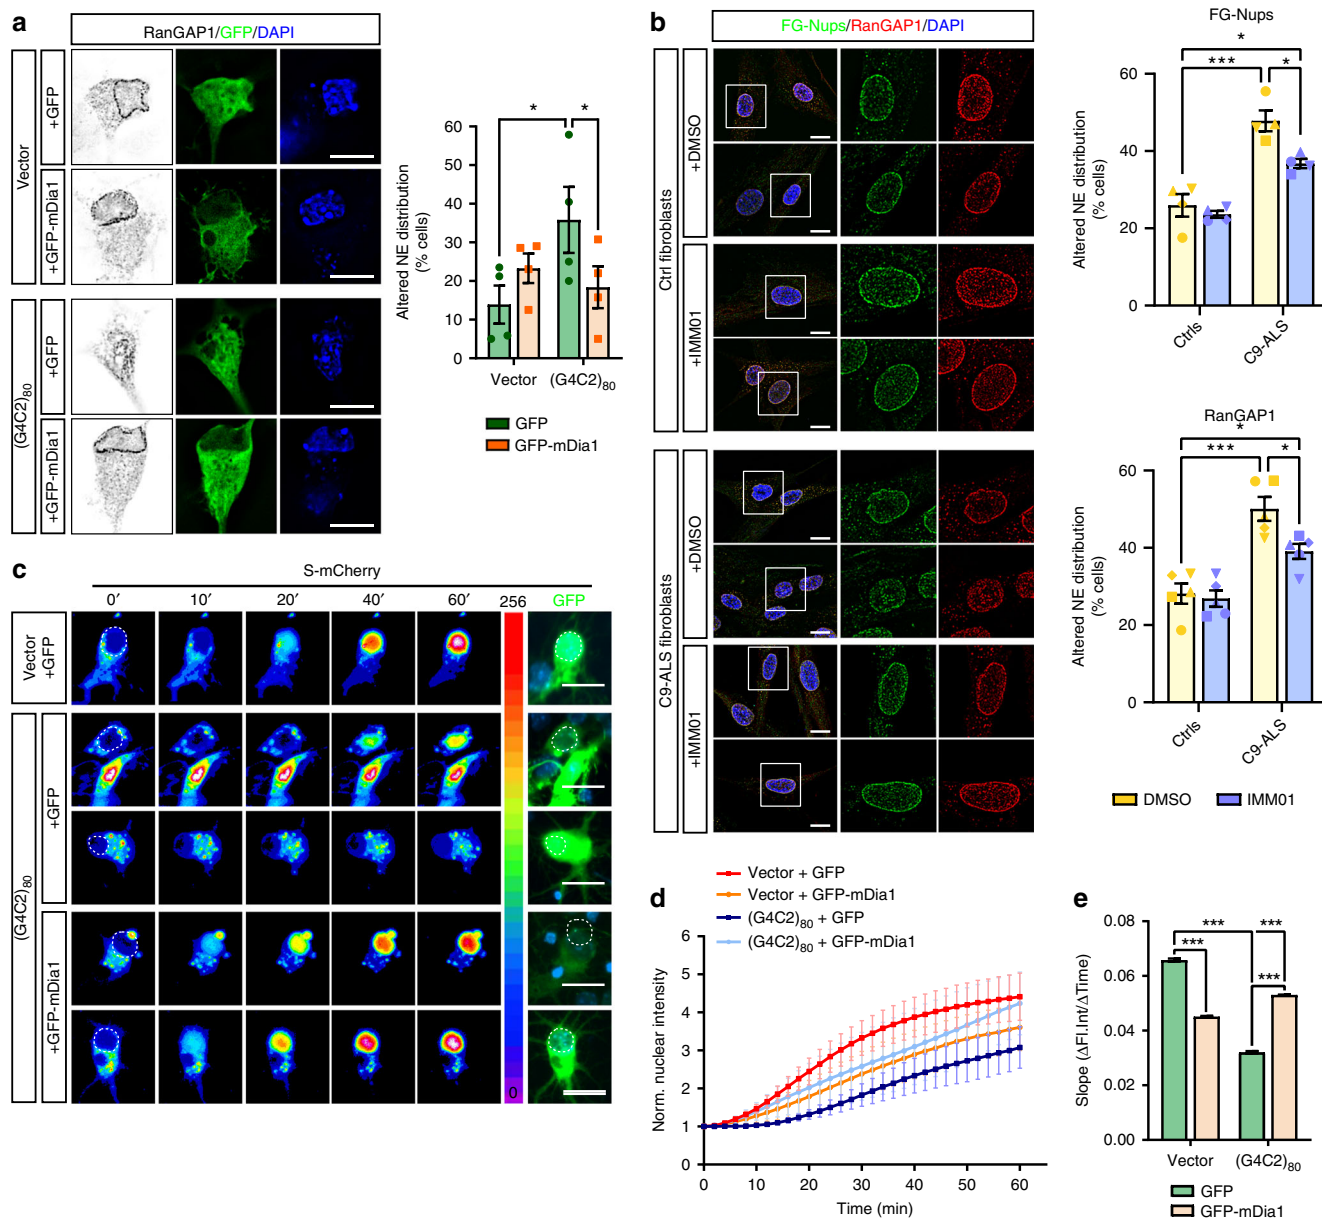 a
RanGAP1/GFP/DAPI
Vector
+GFP
+GFP-mDia1
(G4C2)80
+GFP
+GFP-mDia1
Altered NE distribution
(% cells)
60
50
40
30
20
10
0
*
*
Vector
(G4C2)80
GFP
GFP-mDia1
b
FG-Nups/RanGAP1/DAPI
Ctrl fibroblasts
+DMSO
+IMM01
C9-ALS fibroblasts
+DMSO
+IMM01
FG-Nups
*
***
*
Altered NE distribution
(% cells)
60
40
20
0
Ctrls
C9-ALS
RanGAP1
*
***
*
Altered NE distribution
(% cells)
60
40
20
0
Ctrls
C9-ALS
DMSO
IMM01
c
S-mCherry
0′
10′
20′
40′
60′
256
GFP
Vector
+GFP
(G4C2)80
+GFP
+GFP-mDia1
0
d
Vector + GFP
Vector + GFP-mDia1
(G4C2)80 + GFP
(G4C2)80 + GFP-mDia1
Norm. nuclear intensity
6
5
4
3
2
1
0
0
10
20
30
40
50
60
Time (min)
e
Slope (ΔFl.Int/ΔTime)
0.08
0.06
0.04
0.02
0.00
***
***
***
***
Vector
(G4C2)80
GFP
GFP-mDia1